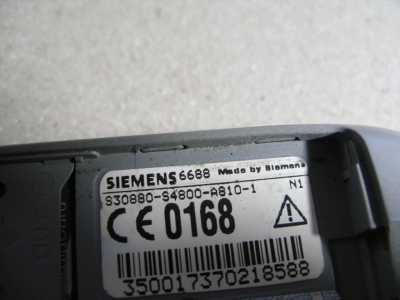 SIEMENS 6688 Made by Siemens
S30880-S4800-A810-1 N1
CE 0168
350017370218588